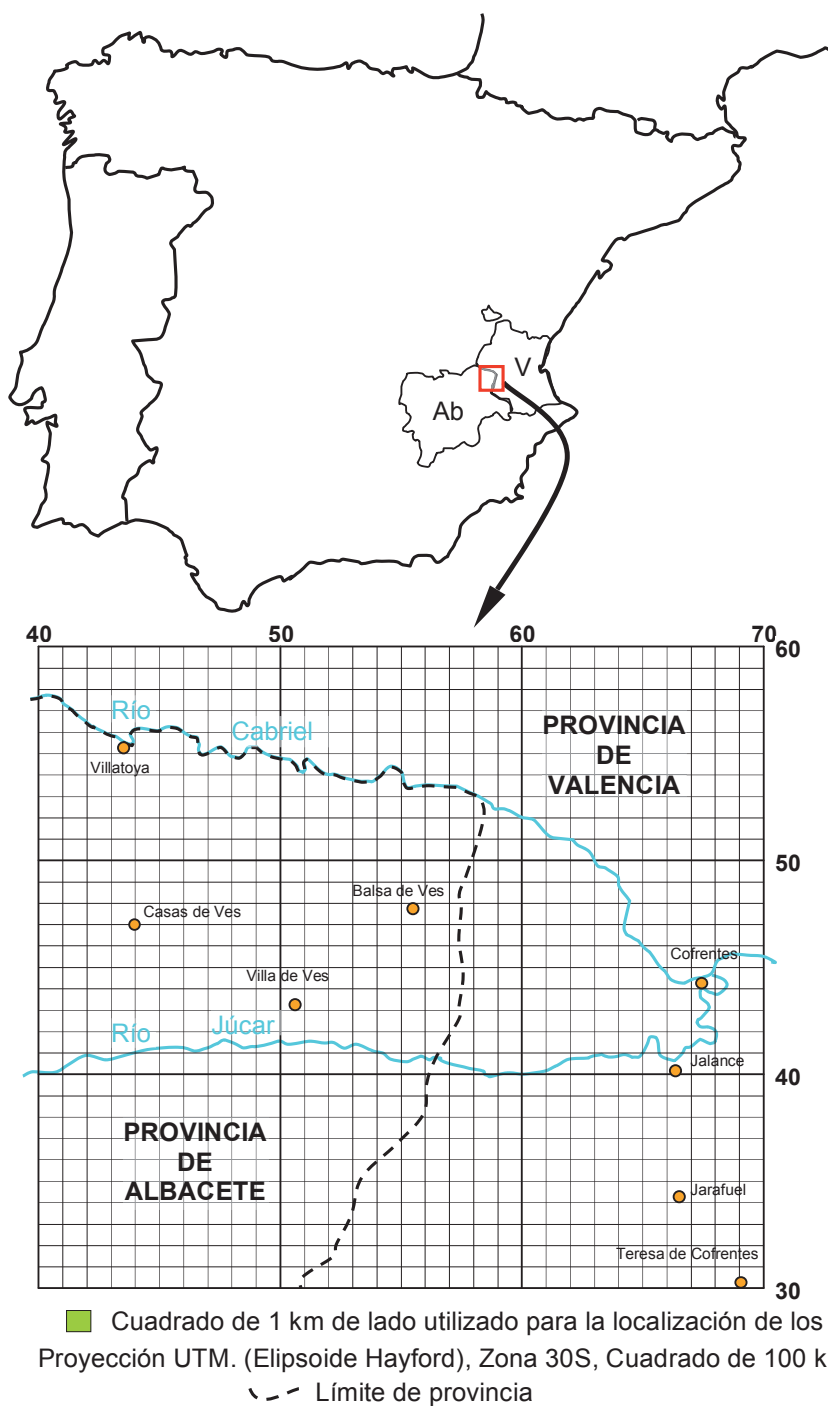 V
Ab
40
50
60
70
60
Río
Cabriel
PROVINCIA
DE
VALENCIA
Villatoya
50
Balsa de Ves
Casas de Ves
Cofrentes
Villa de Ves
Río
Júcar
Jalance
40
PROVINCIA
DE
ALBACETE
Jarafuel
Teresa de Cofrentes
30
Cuadrado de 1 km de lado utilizado para la localización de los
Proyección UTM. (Elipsoide Hayford), Zona 30S, Cuadrado de 100 k
Límite de provincia